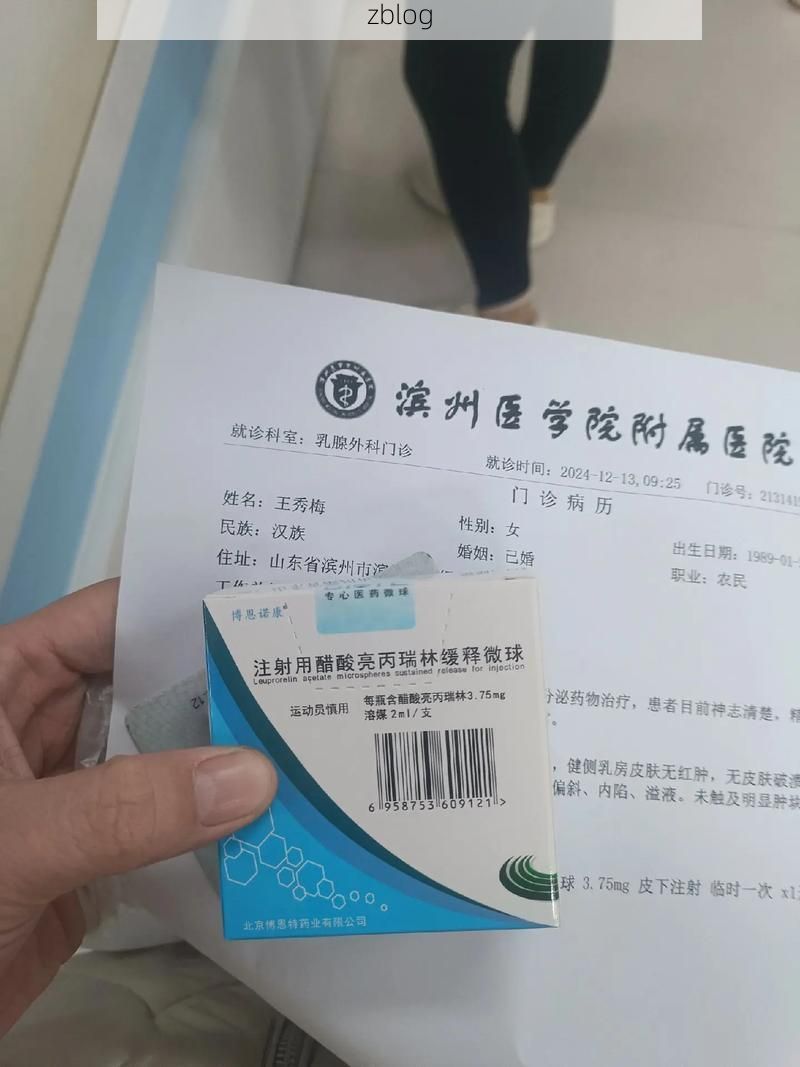 zblog
滨州医学院附属医院
就诊科室：乳腺外科门诊
就诊时间：2024-12-13,09:25
门诊号：2131415
门诊病历
姓名：王秀梅
性别：女
出生日期：1989-01-
民族：汉族
婚姻：已婚
职业：农民
住址：山东省滨州市滨
分泌药物治疗，患者目前神志清楚，精
，健侧乳房皮肤无红肿，无皮肤破溃
偏斜、内陷、溢液。未触及明显肿块
球 3.75mg 皮下注射 临时一次 x1
专心医药微球
博恩诺康
注射用醋酸亮丙瑞林缓释微球
Leuprorelin acetate microspheres sustained release for injection
运动员慎用
每瓶含醋酸亮丙瑞林3.75mg
溶媒 2ml/支
6 958753 609121 >
北京博恩特药业有限公司